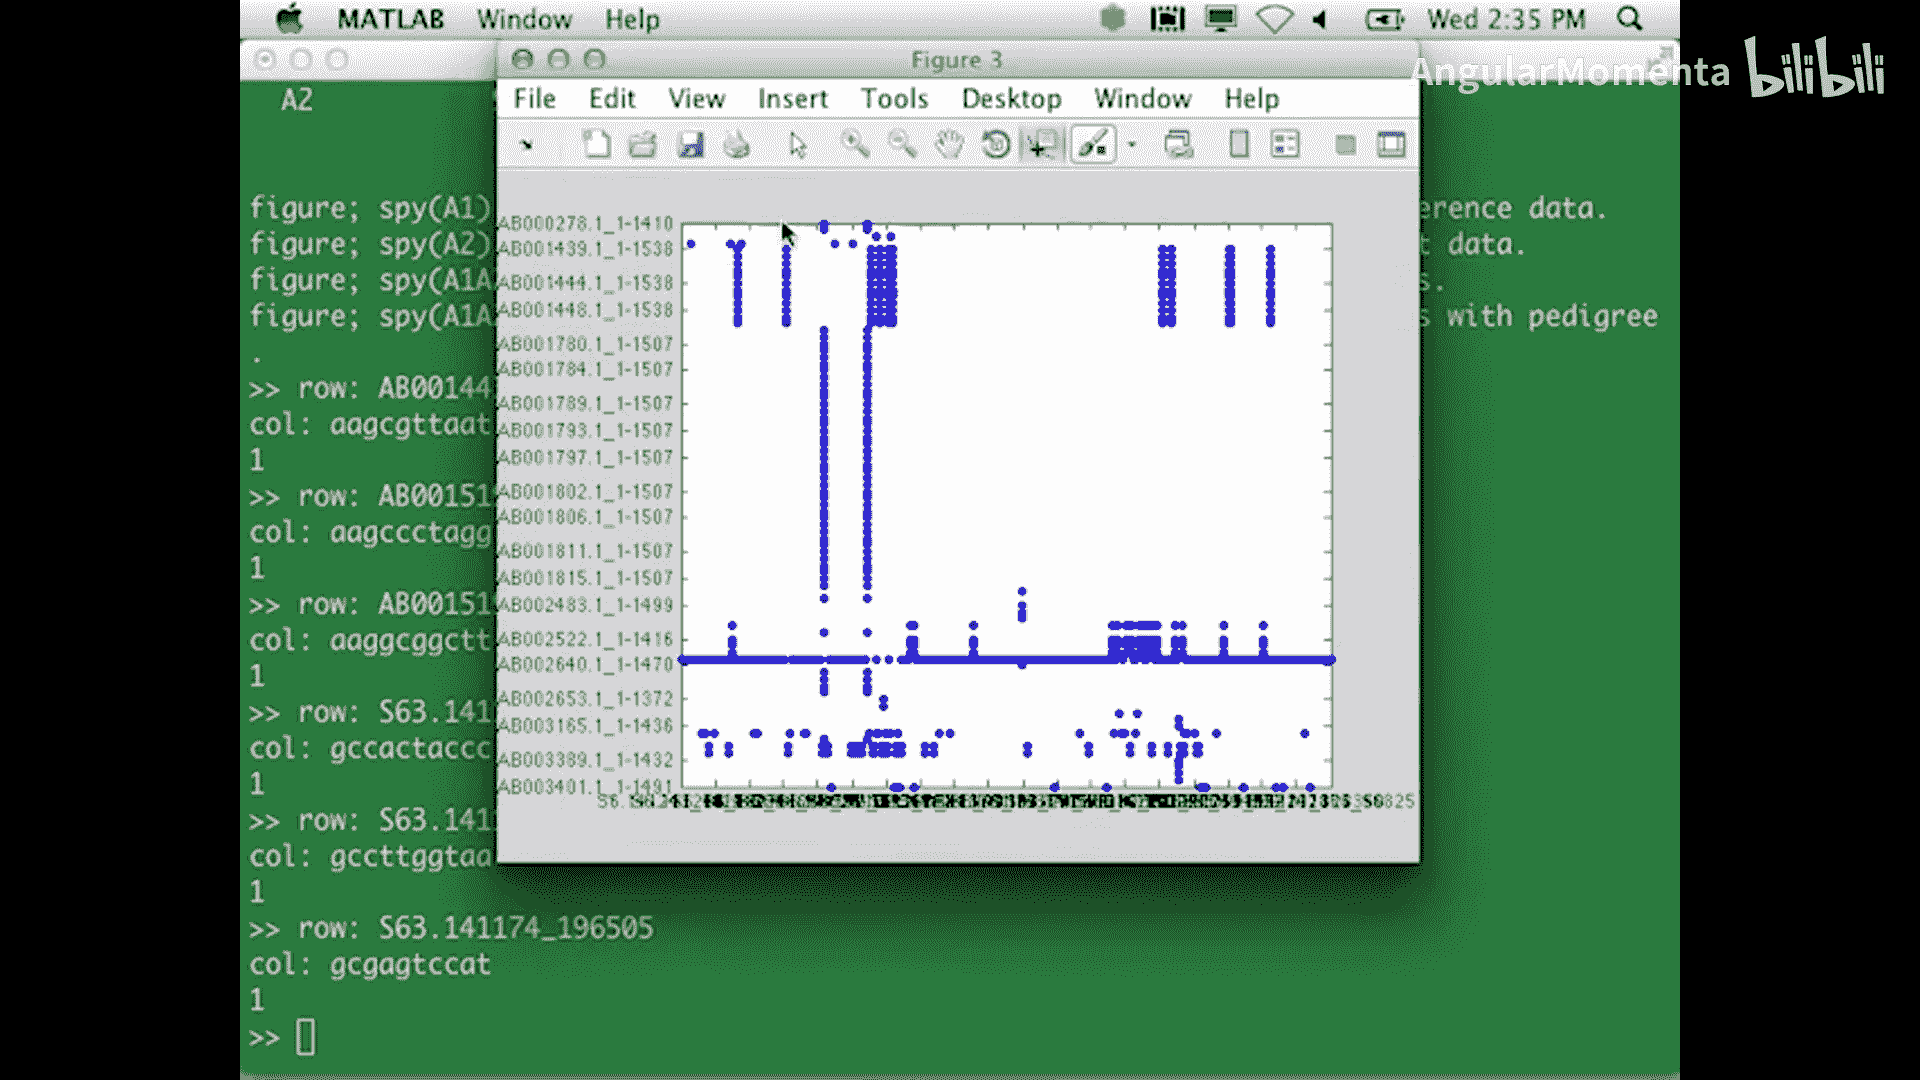 MATLAB Window Help
Wed 2:35 PM
Figure 3
AngularMomenta bilibili
File Edit View Insert Tools Desktop Window Help
A2
figure; spy(A1)
erence data.
figure; spy(A2)
t data.
figure; spy(A1A
s.
figure; spy(A1A
s with pedigree
.
>> row: AB00144
col: aagcgttaat
1
>> row: AB00151
col: aagccctagg
1
>> row: AB00151
col: aaggcggctt
1
>> row: S63.141
col: gccactaccc
1
>> row: S63.141
col: gccttggtaa
1
>> row: S63.141174_196505
col: gcgagtccat
1
>>
AB000278.1_1-1410
AB001439.1_1-1538
AB001444.1_1-1538
AB001448.1_1-1538
AB001780.1_1-1507
AB001784.1_1-1507
AB001789.1_1-1507
AB001793.1_1-1507
AB001797.1_1-1507
AB001802.1_1-1507
AB001806.1_1-1507
AB001811.1_1-1507
AB001815.1_1-1507
AB002483.1_1-1499
AB002522.1_1-1416
AB002640.1_1-1470
AB002653.1_1-1372
AB003165.1_1-1436
AB003389.1_1-1432
AB003401.1_1-1491